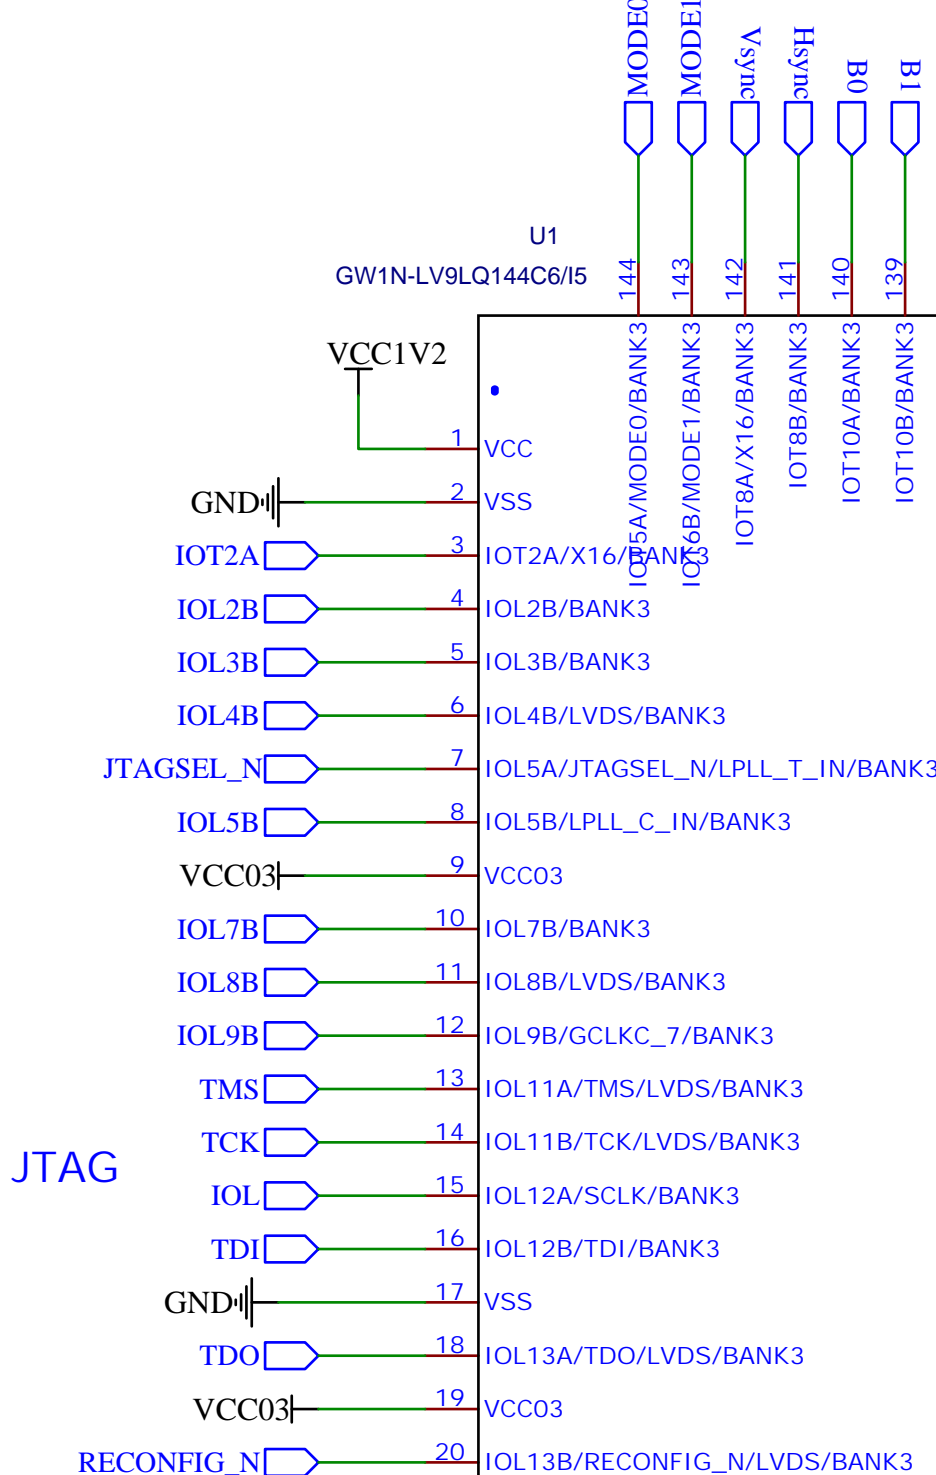 MODE0
MODE1
Vsync
Hsync
B0
B1
U1
GW1N-LV9LQ144C6/I5
144
143
142
141
140
139
IOT5A/MODE0/BANK3
IOT6B/MODE1/BANK3
IOT8A/X16/BANK3
IOT8B/BANK3
IOT10A/BANK3
IOT10B/BANK3
VCC1V2
1 VCC
GND 2 VSS
IOT2A 3 IOT2A/X16/BANK3
IOL2B 4 IOL2B/BANK3
IOL3B 5 IOL3B/BANK3
IOL4B 6 IOL4B/LVDS/BANK3
JTAGSEL_N 7 IOL5A/JTAGSEL_N/LPLL_T_IN/BANK3
IOL5B 8 IOL5B/LPLL_C_IN/BANK3
VCC03 9 VCC03
IOL7B 10 IOL7B/BANK3
IOL8B 11 IOL8B/LVDS/BANK3
IOL9B 12 IOL9B/GCLKC_7/BANK3
TMS 13 IOL11A/TMS/LVDS/BANK3
TCK 14 IOL11B/TCK/LVDS/BANK3
JTAG
IOL 15 IOL12A/SCLK/BANK3
TDI 16 IOL12B/TDI/BANK3
GND 17 VSS
TDO 18 IOL13A/TDO/LVDS/BANK3
VCC03 19 VCC03
RECONFIG_N 20 IOL13B/RECONFIG_N/LVDS/BANK3